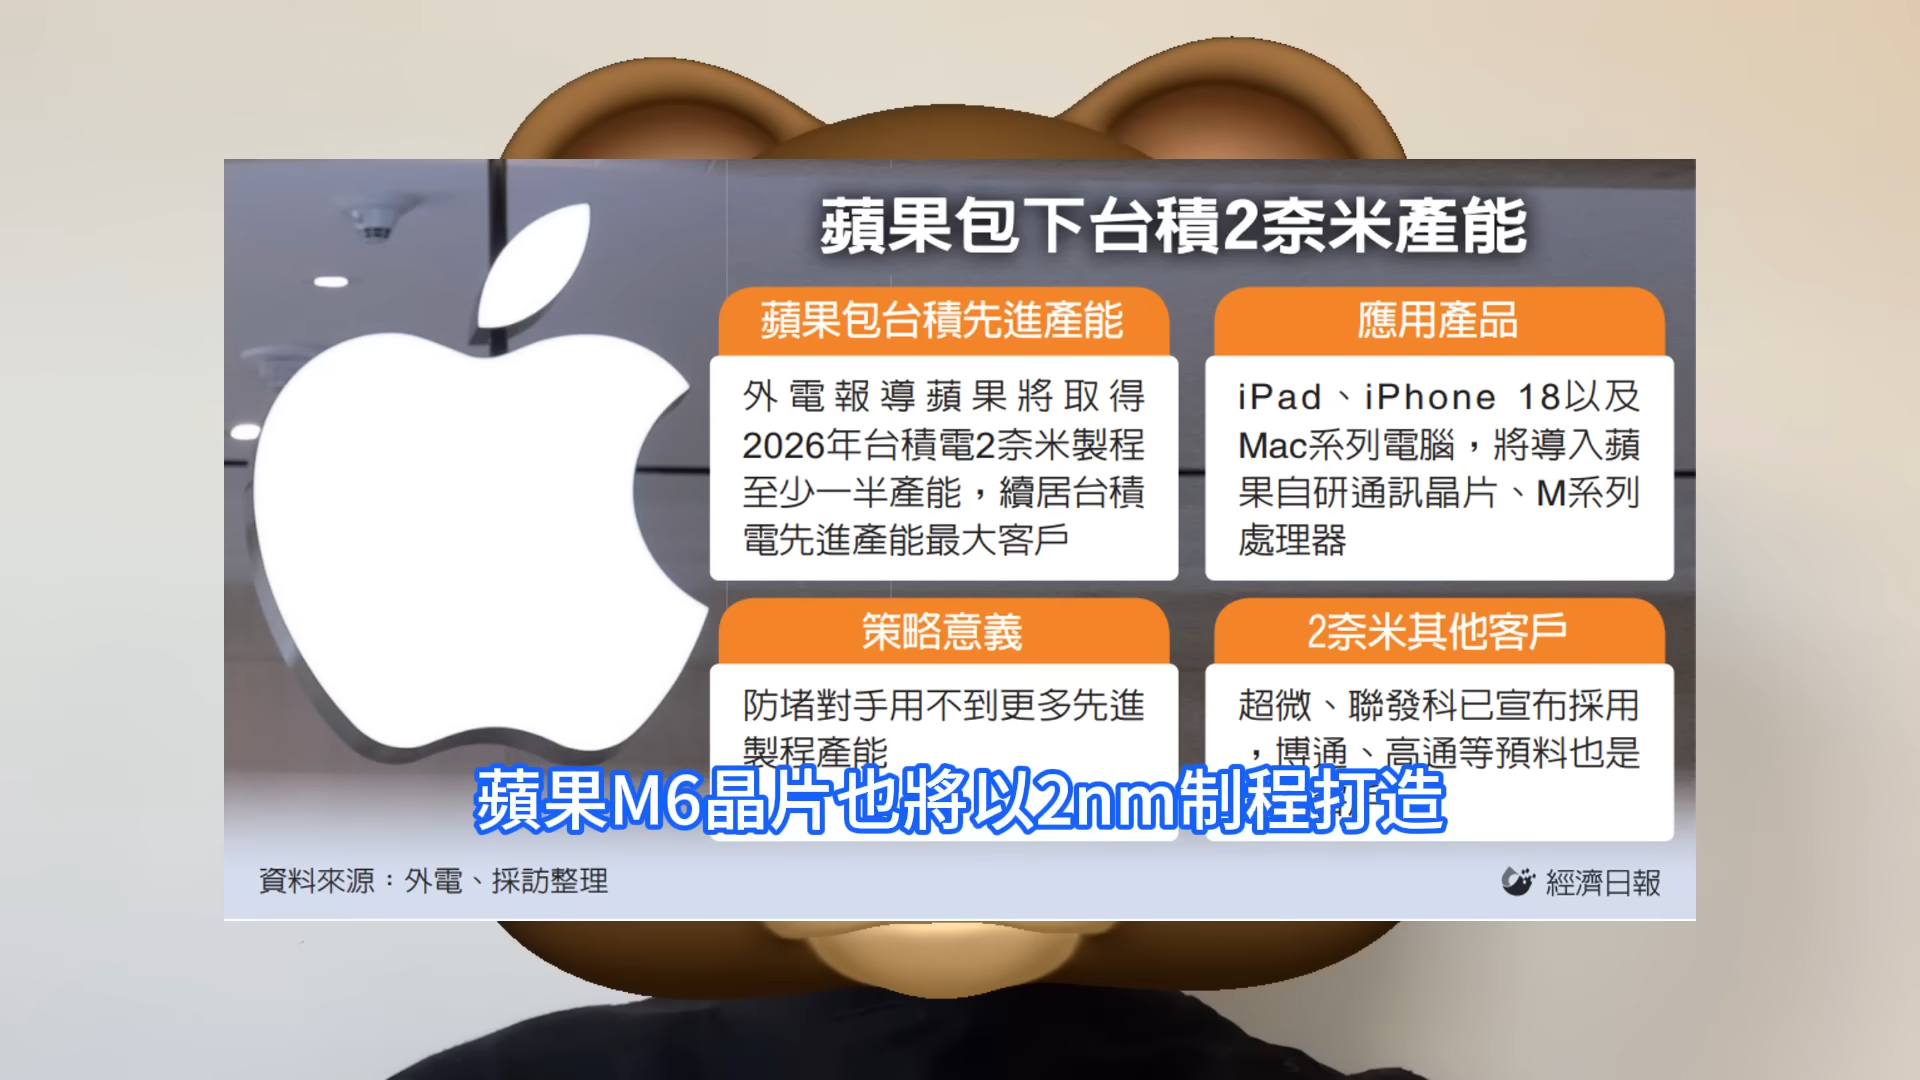 蘋果包下台積2奈米產能
蘋果包台積先進產能
外電報導蘋果將取得
2026年台積電2奈米製程
至少一半產能，續居台積
電先進產能最大客戶
應用產品
iPad、iPhone 18以及
Mac系列電腦，將導入蘋
果自研通訊晶片、M系列
處理器
策略意義
防堵對手用不到更多先進
製程產能
2奈米其他客戶
超微、聯發科已宣布採用
，博通、高通等預料也是
蘋果M6晶片也將以2nm制程打造
資料來源：外電、採訪整理
經濟日報